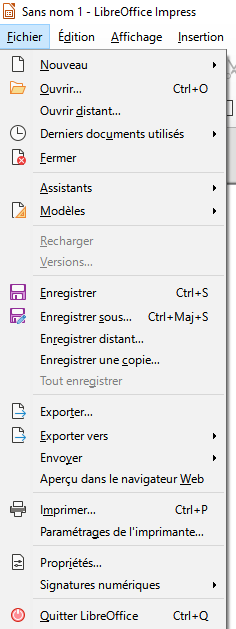 Sans nom 1 - LibreOffice Impress
Fichier Édition Affichage Insertion
Nouveau
Ouvrir... Ctrl+O
Ouvrir distant...
Derniers documents utilisés
Fermer
Assistants
Modèles
Recharger
Versions...
Enregistrer Ctrl+S
Enregistrer sous... Ctrl+Maj+S
Enregistrer distant...
Enregistrer une copie...
Tout enregistrer
Exporter...
Exporter vers
Envoyer
Aperçu dans le navigateur Web
Imprimer... Ctrl+P
Paramétrages de l'imprimante...
Propriétés...
Signatures numériques
Quitter LibreOffice Ctrl+Q